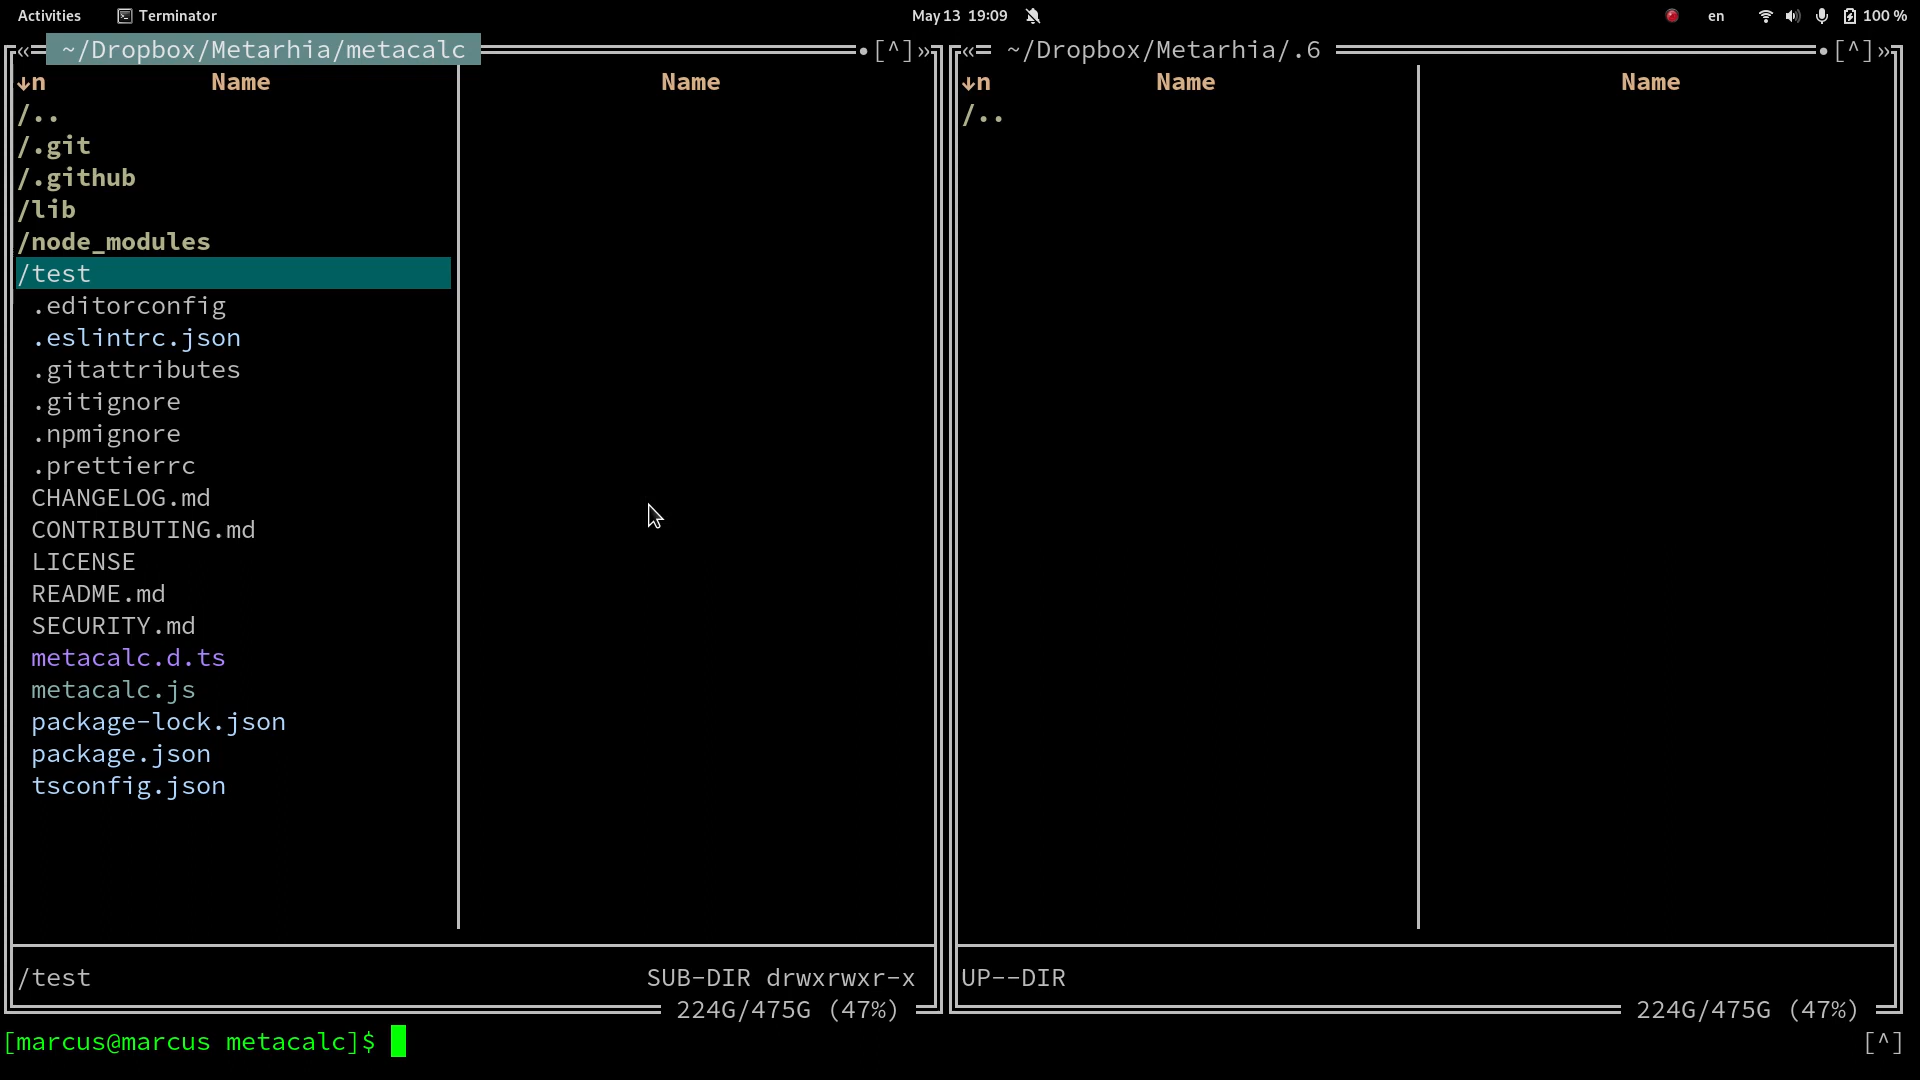 Activities Terminator May 13 19:09 en 100 %
«═ ~/Dropbox/Metarhia/metacalc ═•[^]»
↓n Name Name
/..
/.git
/.github
/lib
/node_modules
/test
.editorconfig
.eslintrc.json
.gitattributes
.gitignore
.npmignore
.prettierrc
CHANGELOG.md
CONTRIBUTING.md
LICENSE
README.md
SECURITY.md
metacalc.d.ts
metacalc.js
package-lock.json
package.json
tsconfig.json
/test SUB-DIR drwxrwxr-x
224G/475G (47%)
«═ ~/Dropbox/Metarhia/.6 ═•[^]»
↓n Name Name
/..
UP--DIR
224G/475G (47%)
[marcus@marcus metacalc]$ [^]